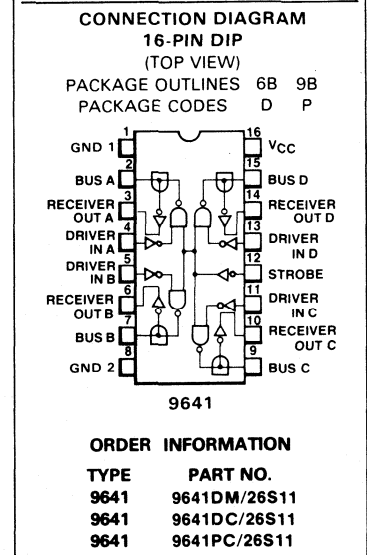 CONNECTION DIAGRAM
16-PIN DIP
(TOP VIEW)
PACKAGE OUTLINES 6B 9B
PACKAGE CODES D P
1 16
GND 1 VCC
2 15
BUS A BUS D
3 14
RECEIVER OUT A RECEIVER OUT D
4 13
DRIVER IN A DRIVER IN D
5 12
DRIVER IN B STROBE
6 11
RECEIVER OUT B DRIVER IN C
7 10
BUS B RECEIVER OUT C
8 9
GND 2 BUS C
9641
ORDER INFORMATION
TYPE PART NO.
9641 9641DM/26S11
9641 9641DC/26S11
9641 9641PC/26S11